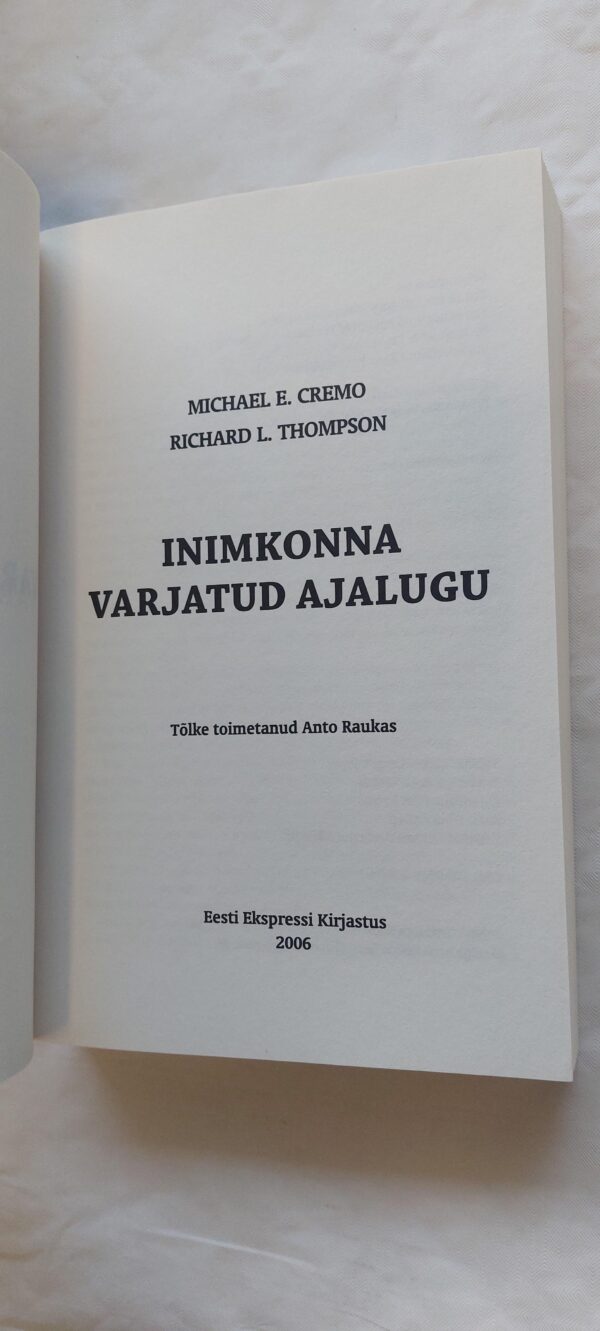 MICHAEL E. CREMO
RICHARD L. THOMPSON
INIMKONNA
VARJATUD AJALUGU
Tõlke toimetanud Anto Raukas
Eesti Ekspressi Kirjastus
2006